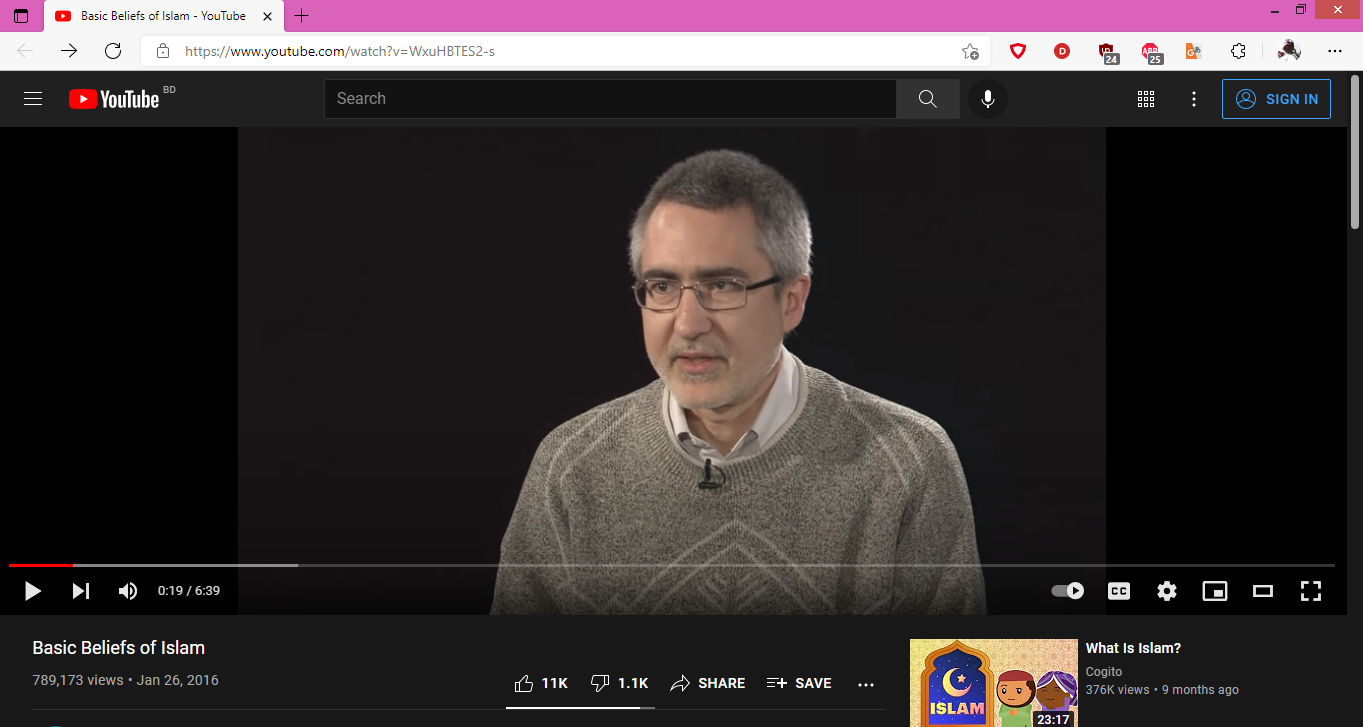 Basic Beliefs of Islam - YouTube
https://www.youtube.com/watch?v=WxuHBTES2-s
D
24
ABP
25
G
YouTube BD
Search
SIGN IN
0:19 / 6:39
CC
Basic Beliefs of Islam
789,173 views • Jan 26, 2016
11K
1.1K
SHARE
SAVE
ISLAM
23:17
What Is Islam?
Cogito
376K views • 9 months ago